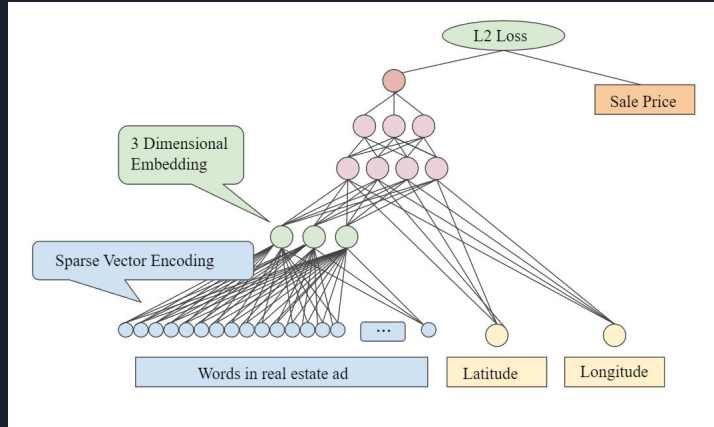 L2 Loss
Sale Price
3 Dimensional
Embedding
Sparse Vector Encoding
...
Words in real estate ad
Latitude
Longitude